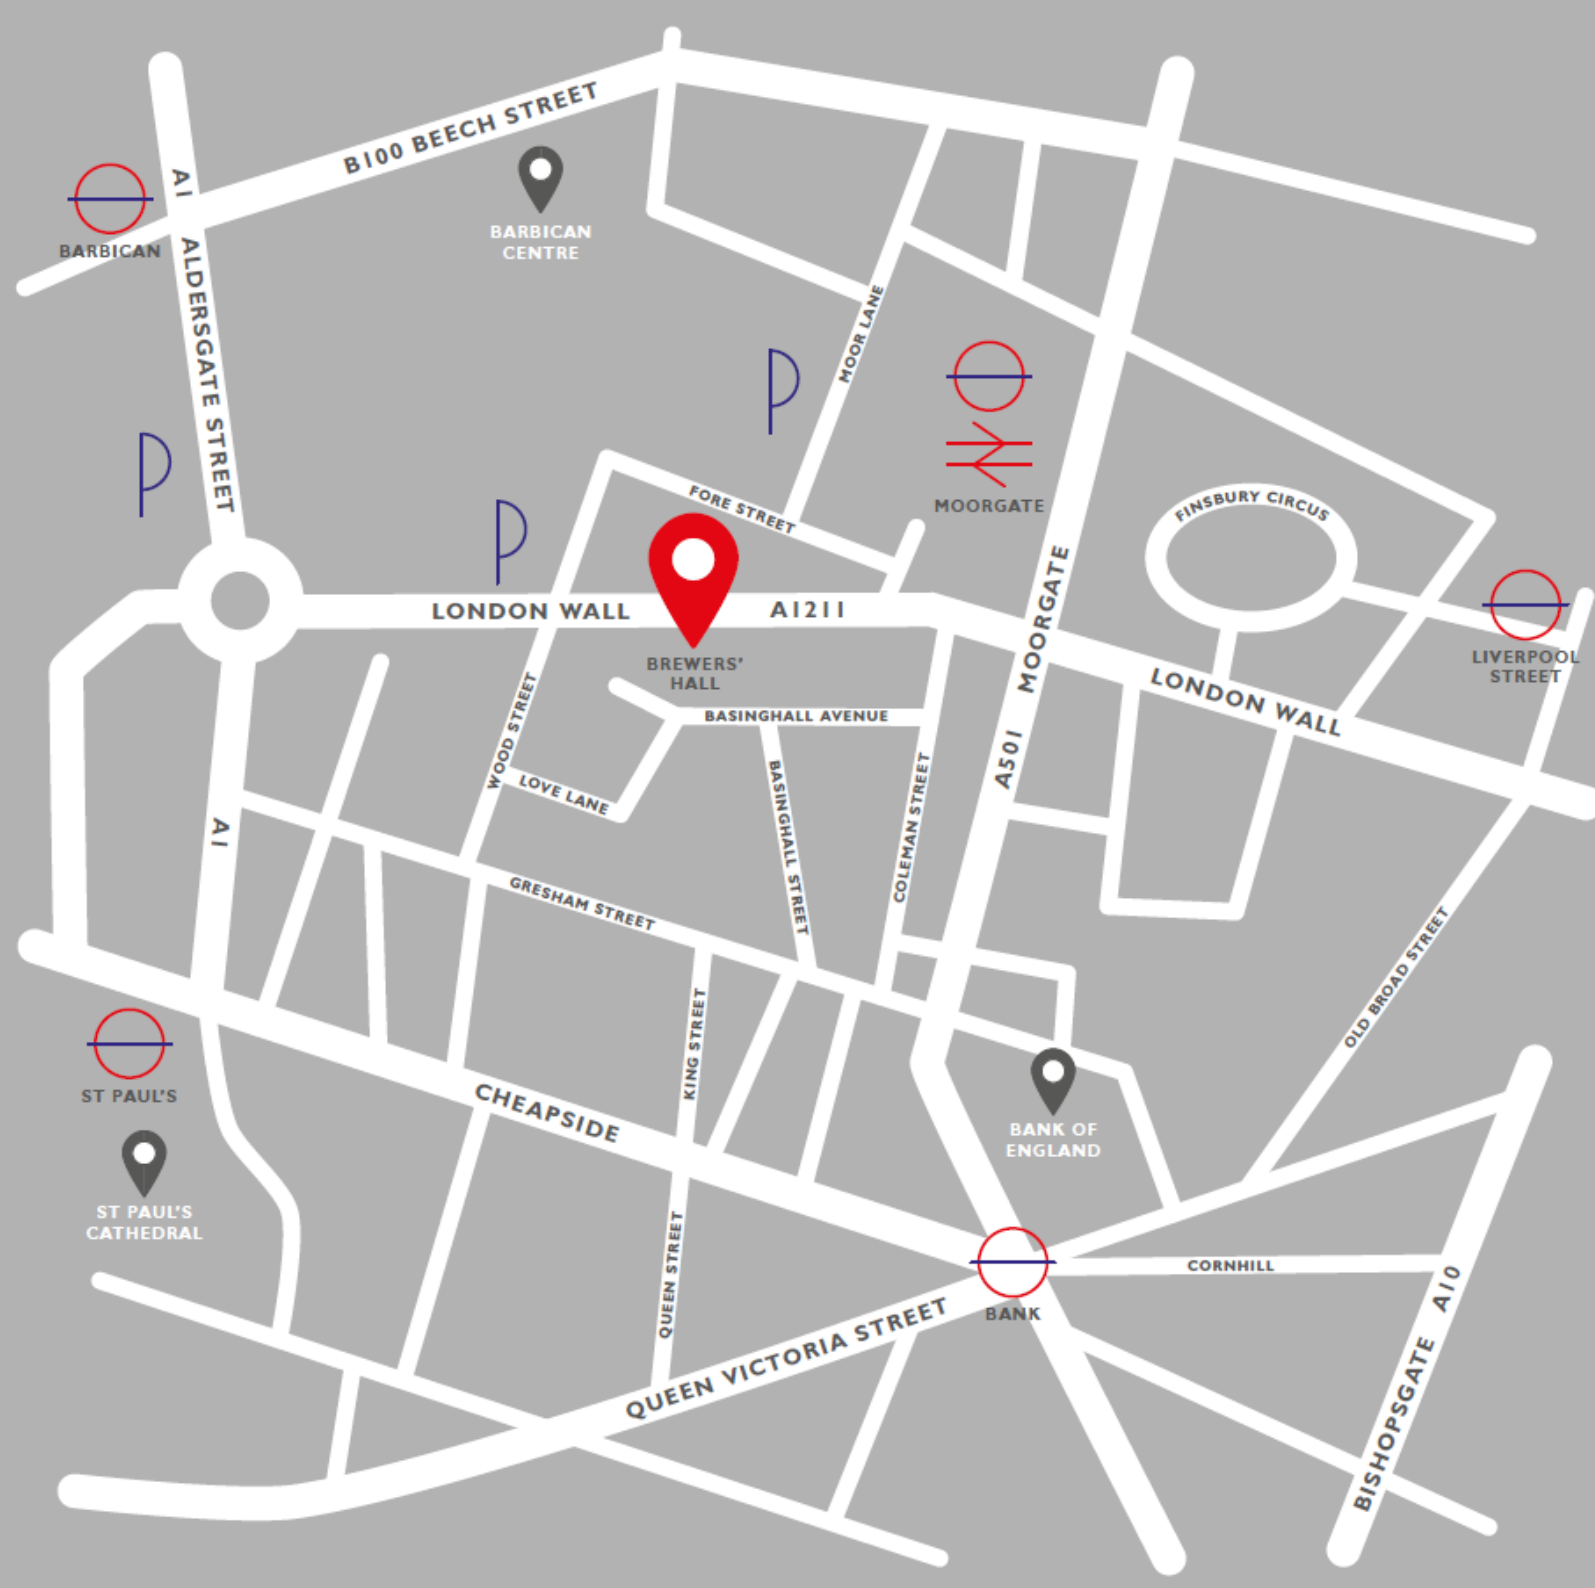 B100 BEECH STREET
A1
BARBICAN
BARBICAN
CENTRE
ALDERSGATE STREET
MOOR LANE
MOORGATE
FORE STREET
FINSBURY CIRCUS
LONDON WALL
A1211
MOORGATE
LIVERPOOL
STREET
BREWERS’
HALL
LONDON WALL
WOOD STREET
BASINGHALL AVENUE
A501
LOVE LANE
BASINGHALL STREET
COLEMAN STREET
A1
GRESHAM STREET
OLD BROAD STREET
KING STREET
ST PAUL’S
CHEAPSIDE
BANK OF
ENGLAND
ST PAUL’S
CATHEDRAL
QUEEN STREET
CORNHILL
A10
BANK
QUEEN VICTORIA STREET
BISHOPSGATE